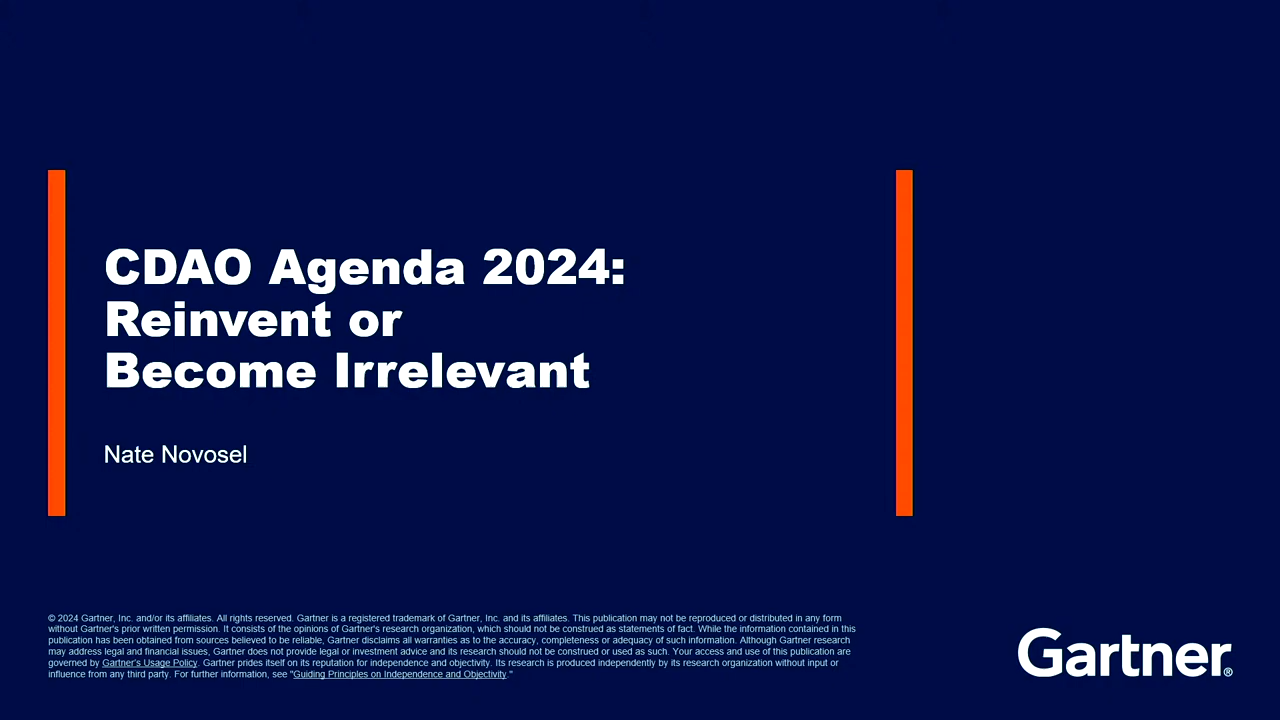 CDAO Agenda 2024:
Reinvent or
Become Irrelevant
Nate Novosel
© 2024 Gartner, Inc. and/or its affiliates. All rights reserved. Gartner is a registered trademark of Gartner, Inc. and its affiliates. This publication may not be reproduced or distributed in any form
without Gartner's prior written permission. It consists of the opinions of Gartner's research organization, which should not be construed as statements of fact. While the information contained in this
publication has been obtained from sources believed to be reliable, Gartner disclaims all warranties as to the accuracy, completeness or adequacy of such information. Although Gartner research
may address legal and financial issues, Gartner does not provide legal or investment advice and its research should not be construed or used as such. Your access and use of this publication are
governed by Gartner's Usage Policy. Gartner prides itself on its reputation for independence and objectivity. Its research is produced independently by its research organization without input or
influence from any third party. For further information, see "Guiding Principles on Independence and Objectivity."
Gartner®